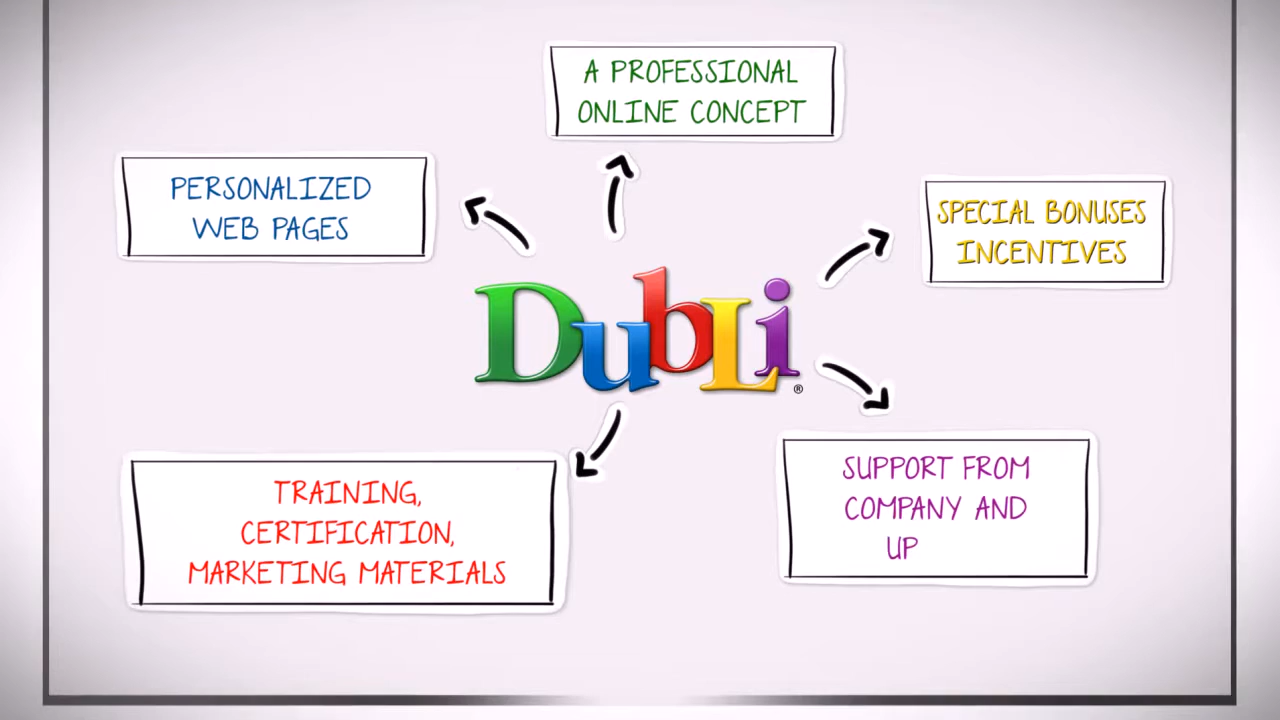 A PROFESSIONAL
ONLINE CONCEPT
PERSONALIZED
WEB PAGES
SPECIAL BONUSES
INCENTIVES
DubLi®
TRAINING,
CERTIFICATION,
MARKETING MATERIALS
SUPPORT FROM
COMPANY AND
UP